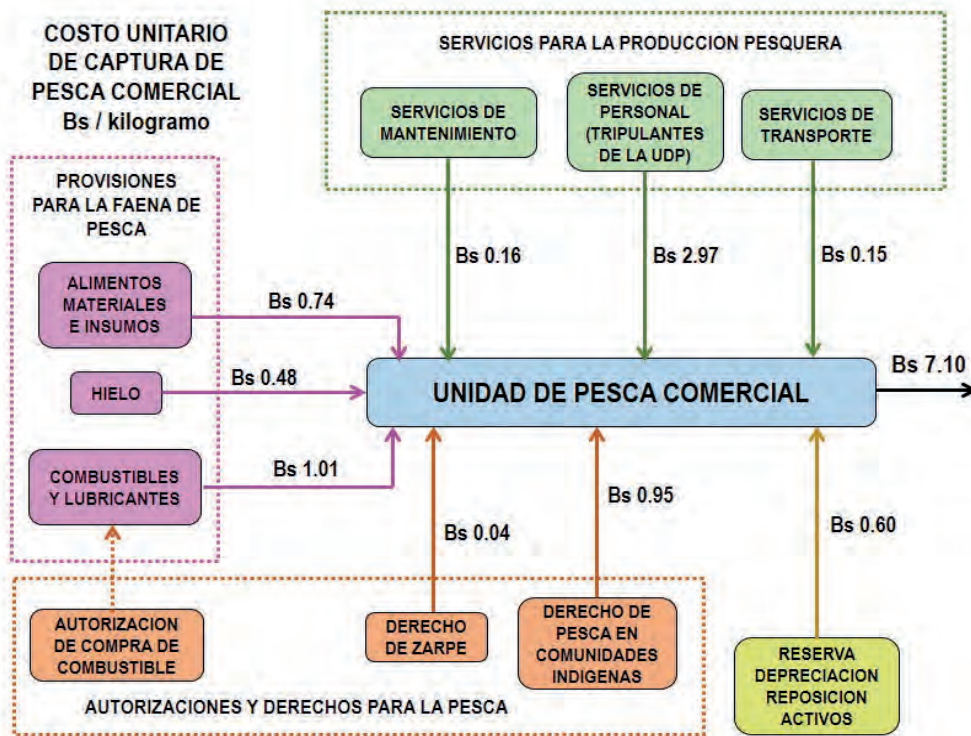 COSTO UNITARIO
DE CAPTURA DE
PESCA COMERCIAL
Bs / kilogramo
SERVICIOS PARA LA PRODUCCION PESQUERA
SERVICIOS DE
MANTENIMIENTO
SERVICIOS DE
PERSONAL
(TRIPULANTES
DE LA UDP)
SERVICIOS DE
TRANSPORTE
PROVISIONES
PARA LA FAENA DE
PESCA
Bs 0.16
Bs 2.97
Bs 0.15
ALIMENTOS
MATERIALES
E INSUMOS
Bs 0.74
HIELO
Bs 0.48
UNIDAD DE PESCA COMERCIAL
Bs 7.10
COMBUSTIBLES
Y LUBRICANTES
Bs 1.01
Bs 0.04
Bs 0.95
Bs 0.60
AUTORIZACION
DE COMPRA DE
COMBUSTIBLE
DERECHO
DE ZARPE
DERECHO DE
PESCA EN
COMUNIDADES
INDIGENAS
RESERVA
DEPRECIACION
REPOSICION
ACTIVOS
AUTORIZACIONES Y DERECHOS PARA LA PESCA